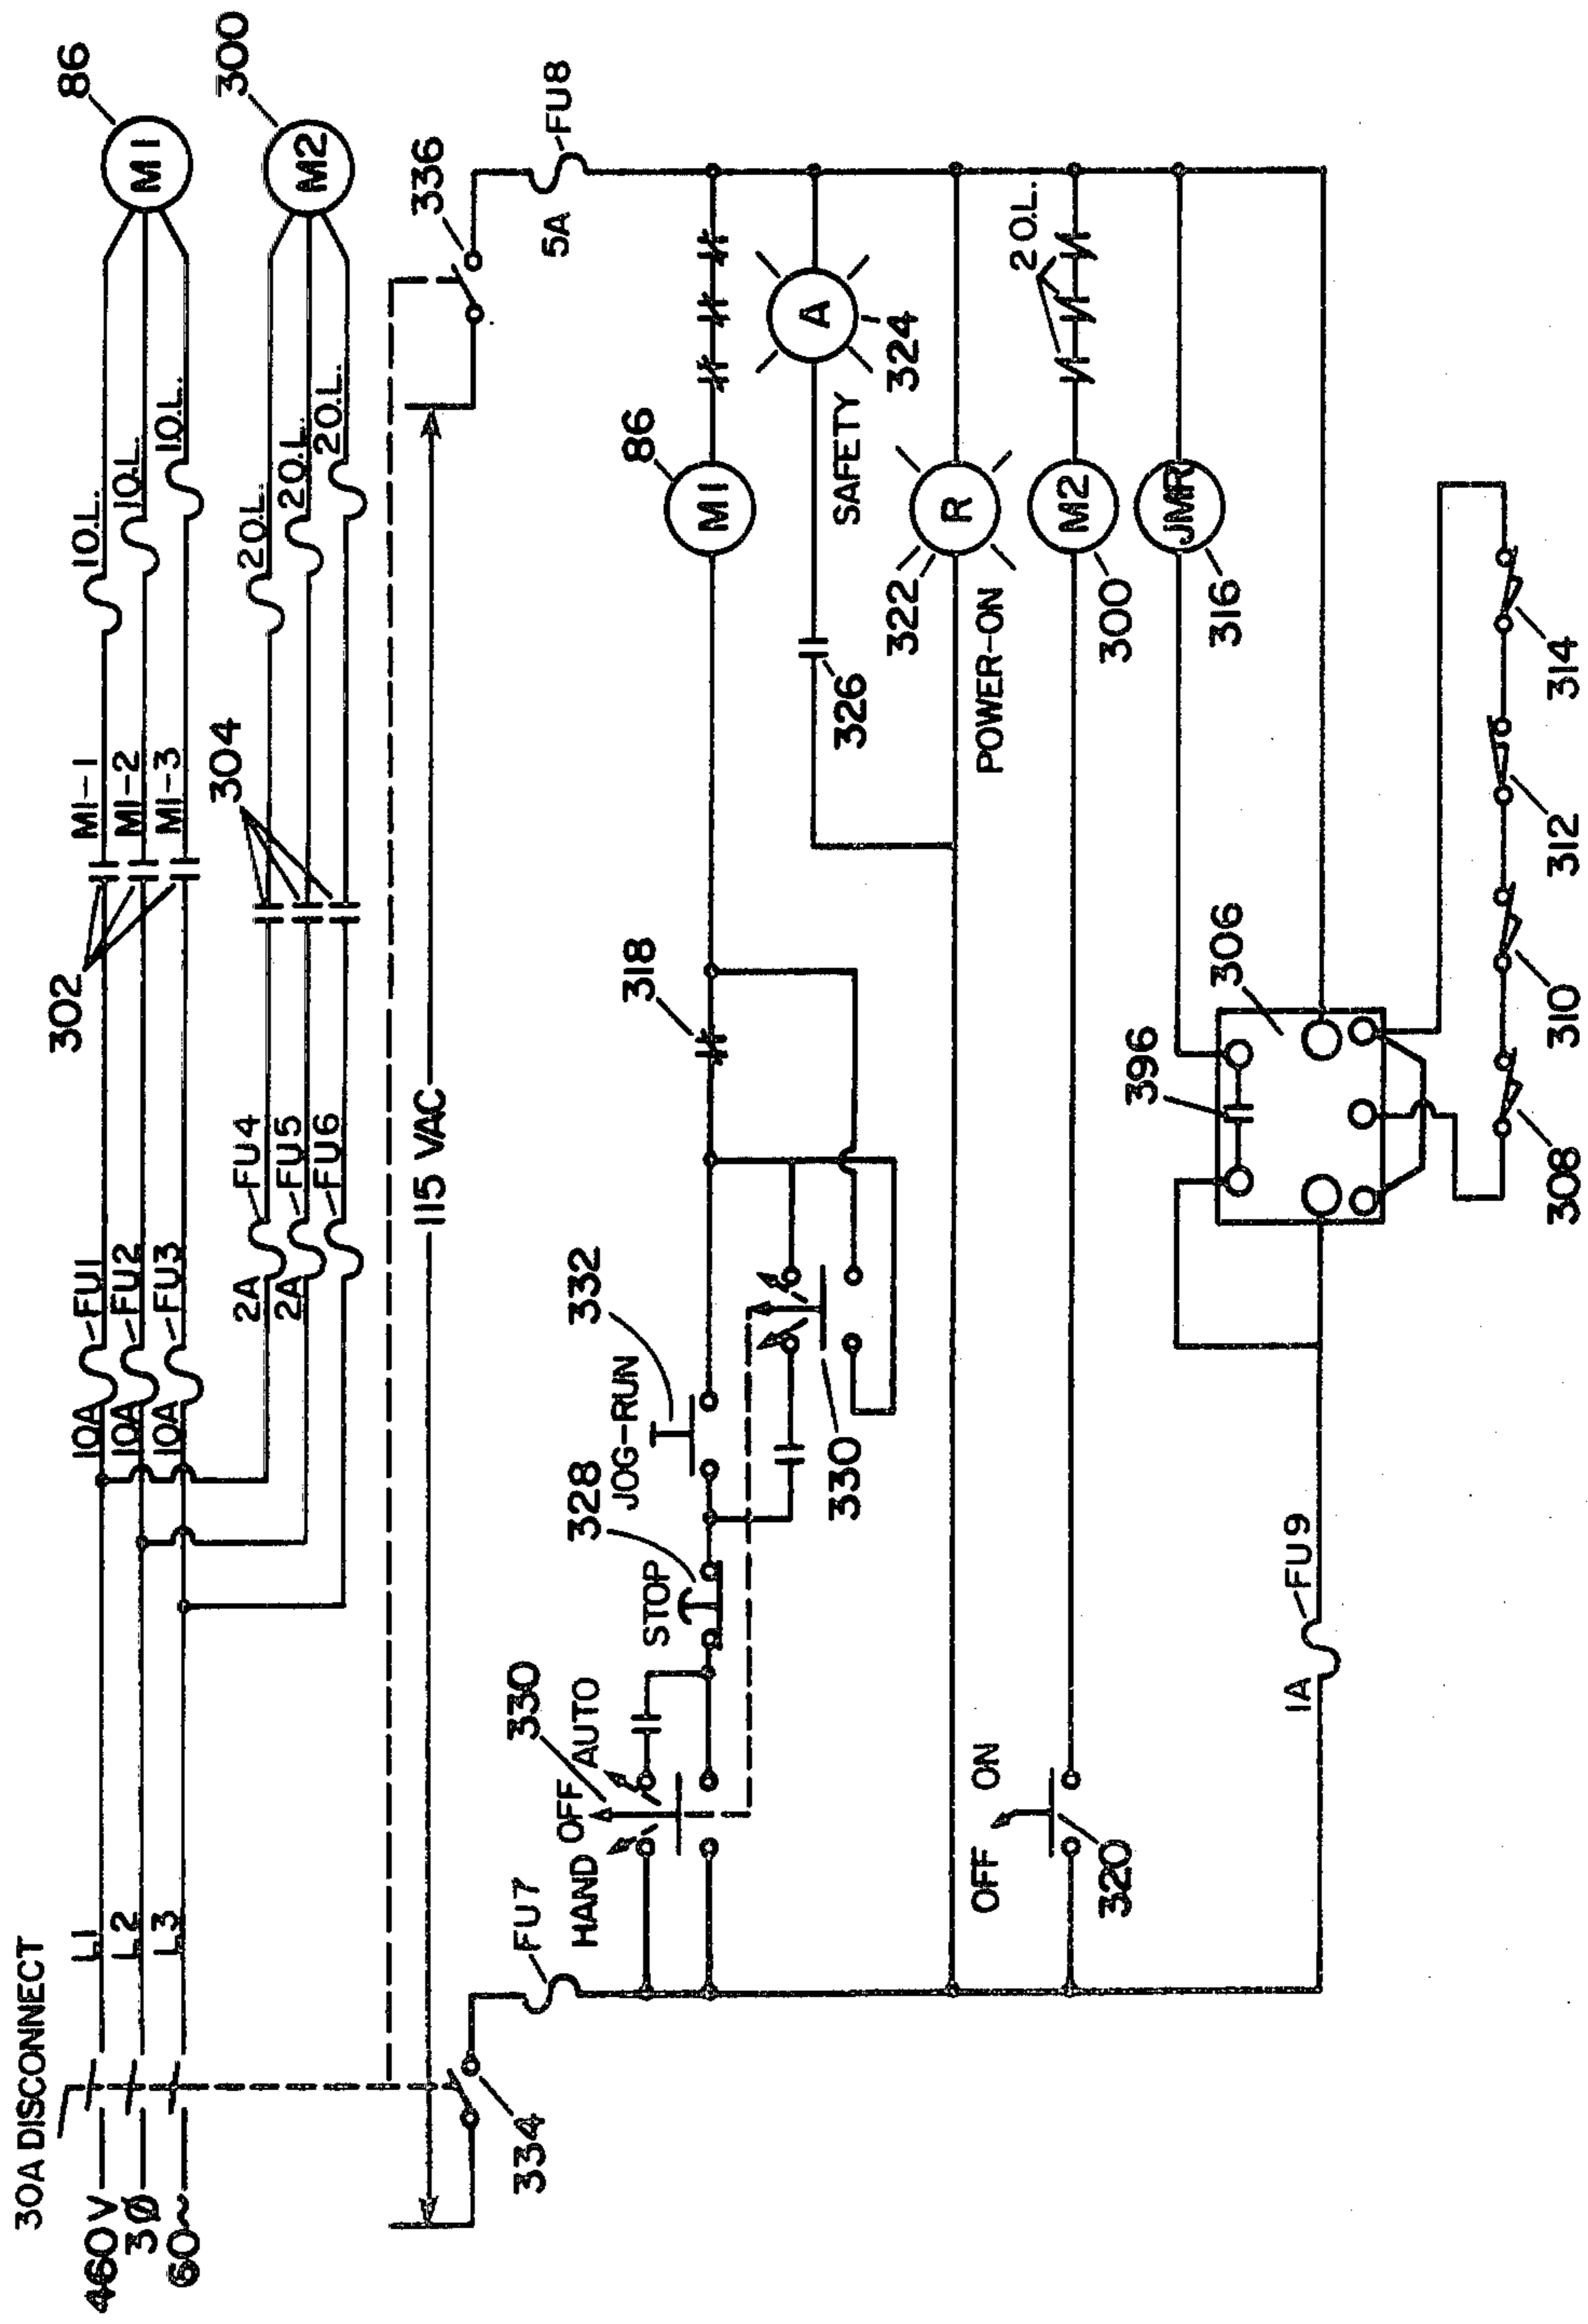 30A DISCONNECT
460V
3Ø
60~
L1
L2
L3
10A
FU1
10A
FU2
10A
FU3
302
M1-1
M1-2
M1-3
1O.L.
1O.L.
1O.L.
M1
86
2A
FU4
2A
FU5
FU6
304
2O.L.
2O.L.
2O.L.
M2
300
115 VAC
334
336
FU7
5A
FU8
HAND OFF AUTO
330
STOP
328
JOG-RUN
332
330
318
M1
86
326
SAFETY
A
324
POWER-ON
322
R
OFF ON
320
M2
300
2 O.L.
JMR
316
1A
FU9
396
306
308
310
312
314